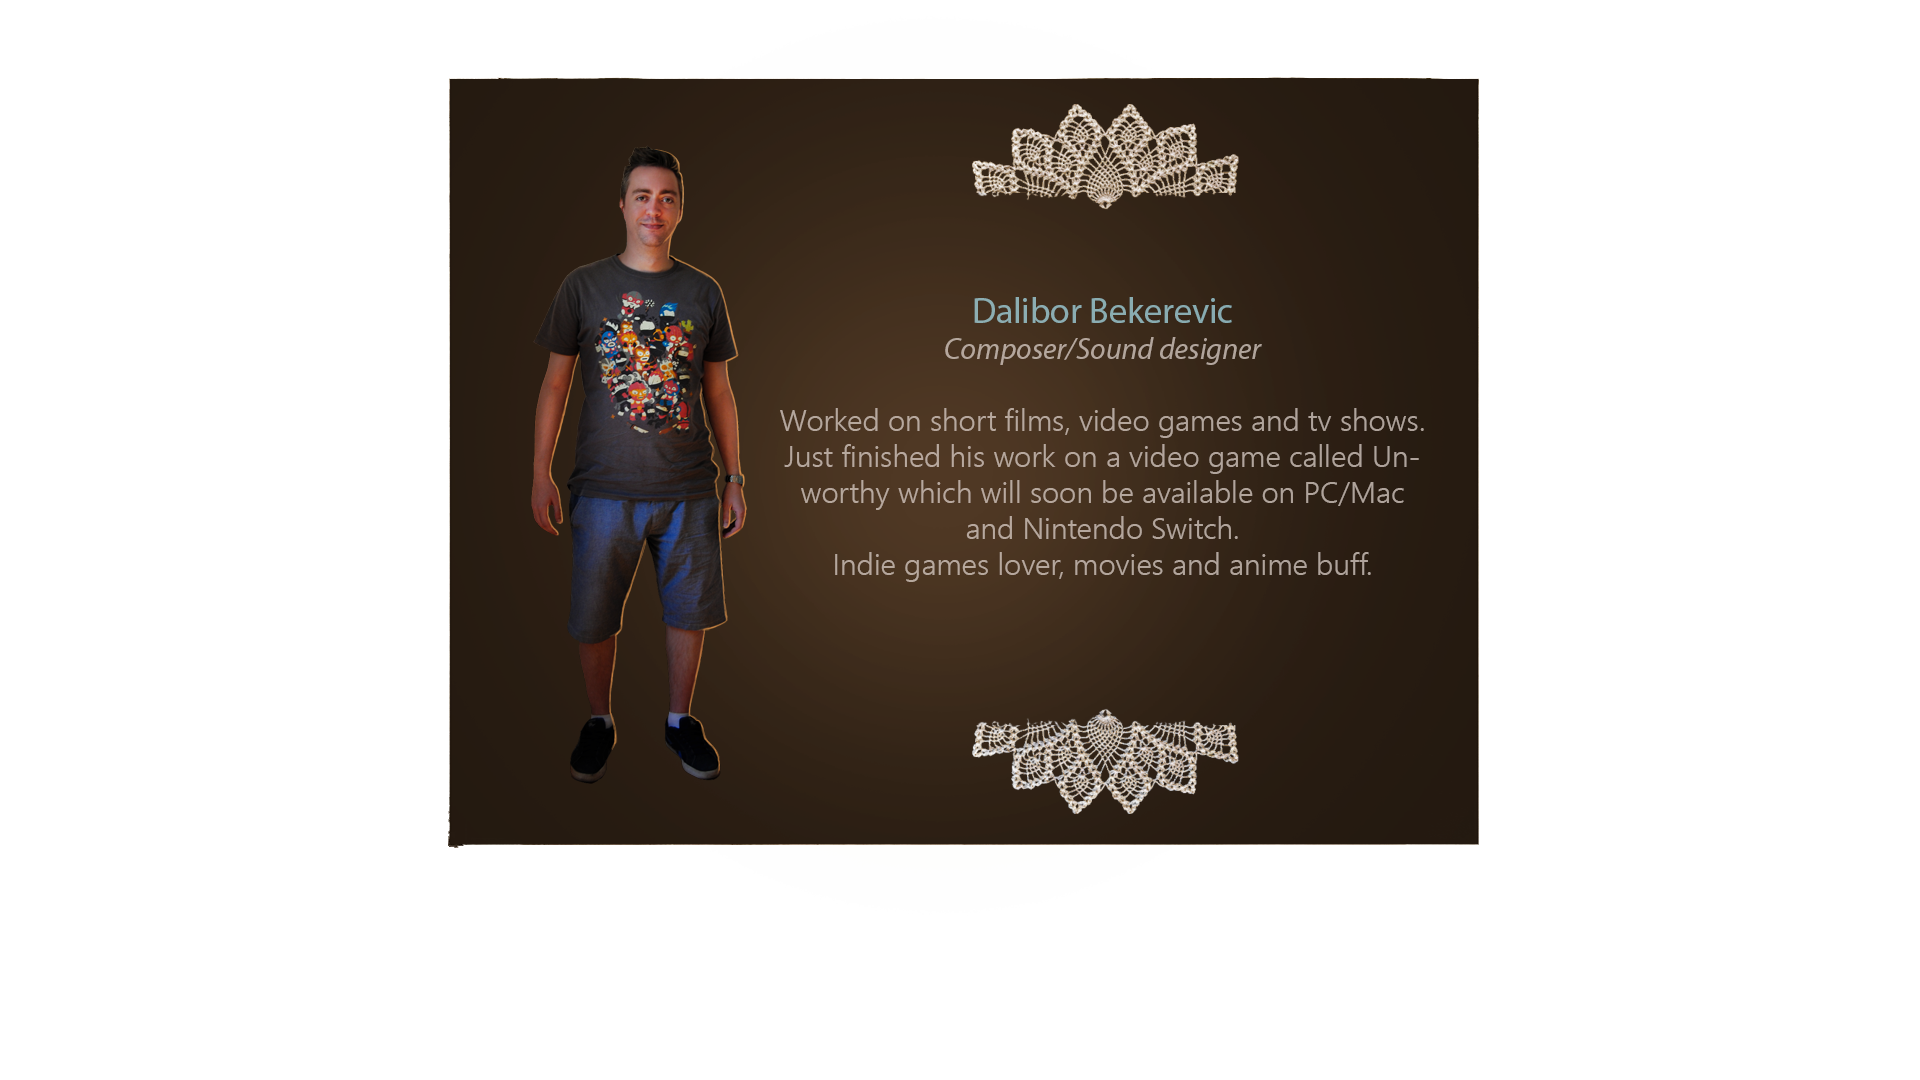 Dalibor Bekerevic
Composer/Sound designer
Worked on short films, video games and tv shows.
Just finished his work on a video game called Un-
worthy which will soon be available on PC/Mac
and Nintendo Switch.
Indie games lover, movies and anime buff.